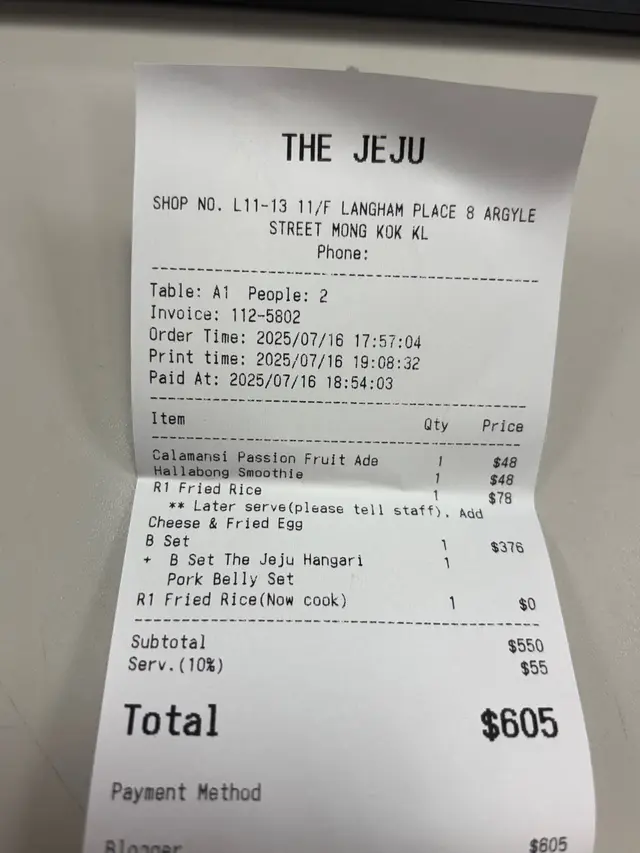 THE JEJU
SHOP NO. L11-13 11/F LANGHAM PLACE 8 ARGYLE
STREET MONG KOK KL
Phone:
Table: A1 People: 2
Invoice: 112-5802
Order Time: 2025/07/16 17:57:04
Print time: 2025/07/16 19:08:32
Paid At: 2025/07/16 18:54:03
Item Qty Price
Calamansi Passion Fruit Ade 1 $48
Hallabong Smoothie 1 $48
R1 Fried Rice 1 $78
** Later serve(please tell staff). Add
Cheese & Fried Egg
B Set 1 $376
+ B Set The Jeju Hangari 1
Pork Belly Set
R1 Fried Rice(Now cook) 1 $0
Subtotal $550
Serv.(10%) $55
Total $605
Payment Method
Blogger $605